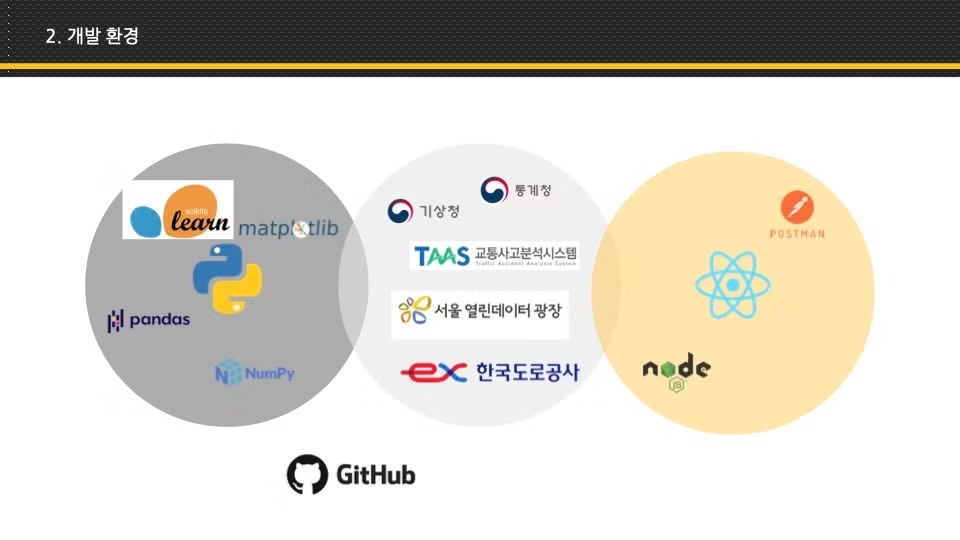 2. 개발 환경
scikits
learn
matplotlib
pandas
NumPy
기상청
통계청
TAAS 교통사고분석시스템
Traffic Accident Analysis System
서울 열린데이터 광장
ex 한국도로공사
POSTMAN
node
JS
GitHub